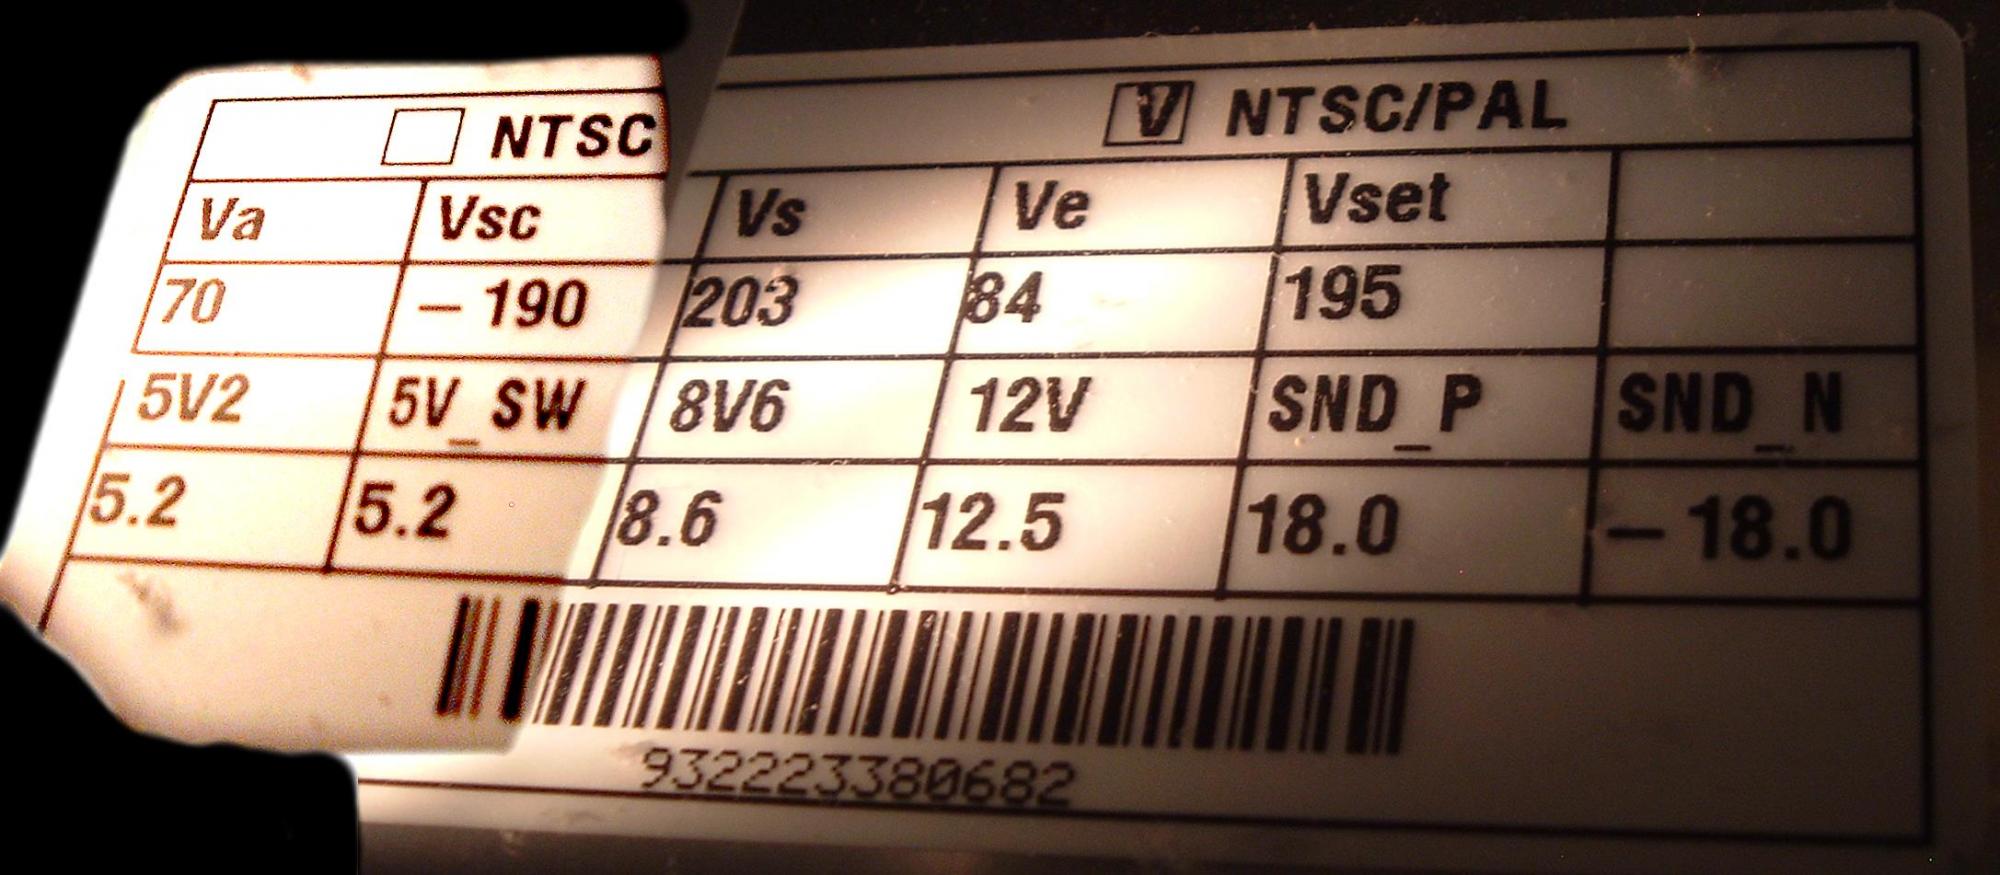 NTSC V NTSC/PAL
Va Vsc Vs Ve Vset
70 – 190 203 84 195
5V2 5V_SW 8V6 12V SND_P SND_N
5.2 5.2 8.6 12.5 18.0 – 18.0
932223380682